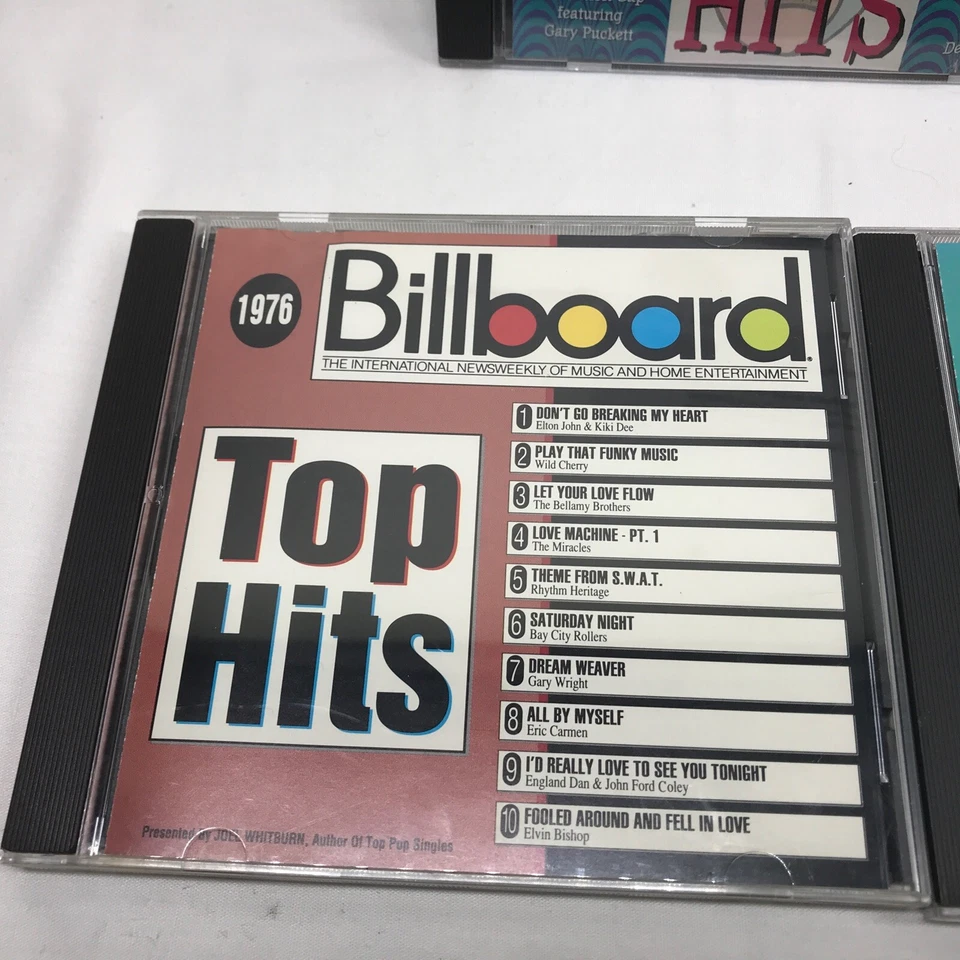 featuring
Gary Puckett
HITS
1976
Billboard
THE INTERNATIONAL NEWSWEEKLY OF MUSIC AND HOME ENTERTAINMENT
Top
Hits
1 DON'T GO BREAKING MY HEART
Elton John & Kiki Dee
2 PLAY THAT FUNKY MUSIC
Wild Cherry
3 LET YOUR LOVE FLOW
The Bellamy Brothers
4 LOVE MACHINE - PT. 1
The Miracles
5 THEME FROM S.W.A.T.
Rhythm Heritage
6 SATURDAY NIGHT
Bay City Rollers
7 DREAM WEAVER
Gary Wright
8 ALL BY MYSELF
Eric Carmen
9 I'D REALLY LOVE TO SEE YOU TONIGHT
England Dan & John Ford Coley
10 FOOLED AROUND AND FELL IN LOVE
Elvin Bishop
Presented by JOEL WHITBURN, Author Of Top Pop Singles